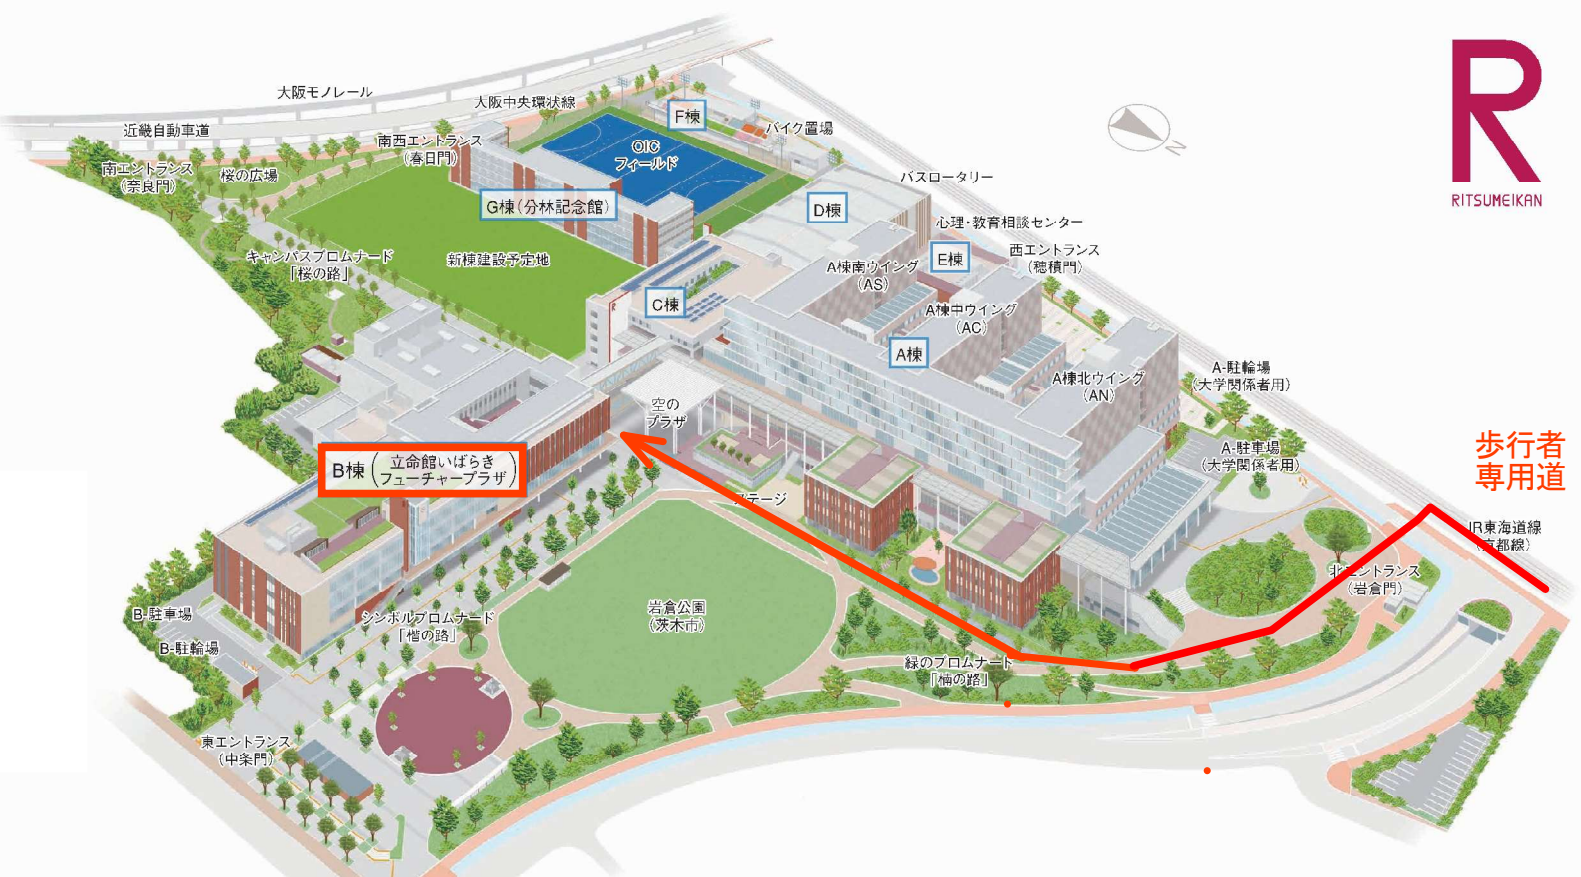 大阪モノレール
大阪中央環状線
近畿自動車道
南エントランス
(奈良門)
桜の広場
南西エントランス
(春日門)
F棟
バイク置場
OIC
フィールド
G棟(分林記念館)
バスロータリー
D棟
心理・教育相談センター
E棟
西エントランス
(穂積門)
キャンパスプロムナード
「桜の路」
新棟建設予定地
A棟南ウイング
(AS)
C棟
A棟中ウイング
(AC)
A棟
A棟北ウイング
(AN)
A-駐輪場
(大学関係者用)
空の
プラザ
A-駐車場
(大学関係者用)
歩行者
専用道
B棟(立命館いばらき
フューチャープラザ)
ステージ
JR東海道線
(京都線)
北エントランス
(岩倉門)
岩倉公園
(茨木市)
B-駐車場
シンボルプロムナード
「楷の路」
B-駐輪場
緑のプロムナード
「楠の路」
東エントランス
(中条門)
N
R
RITSUMEIKAN